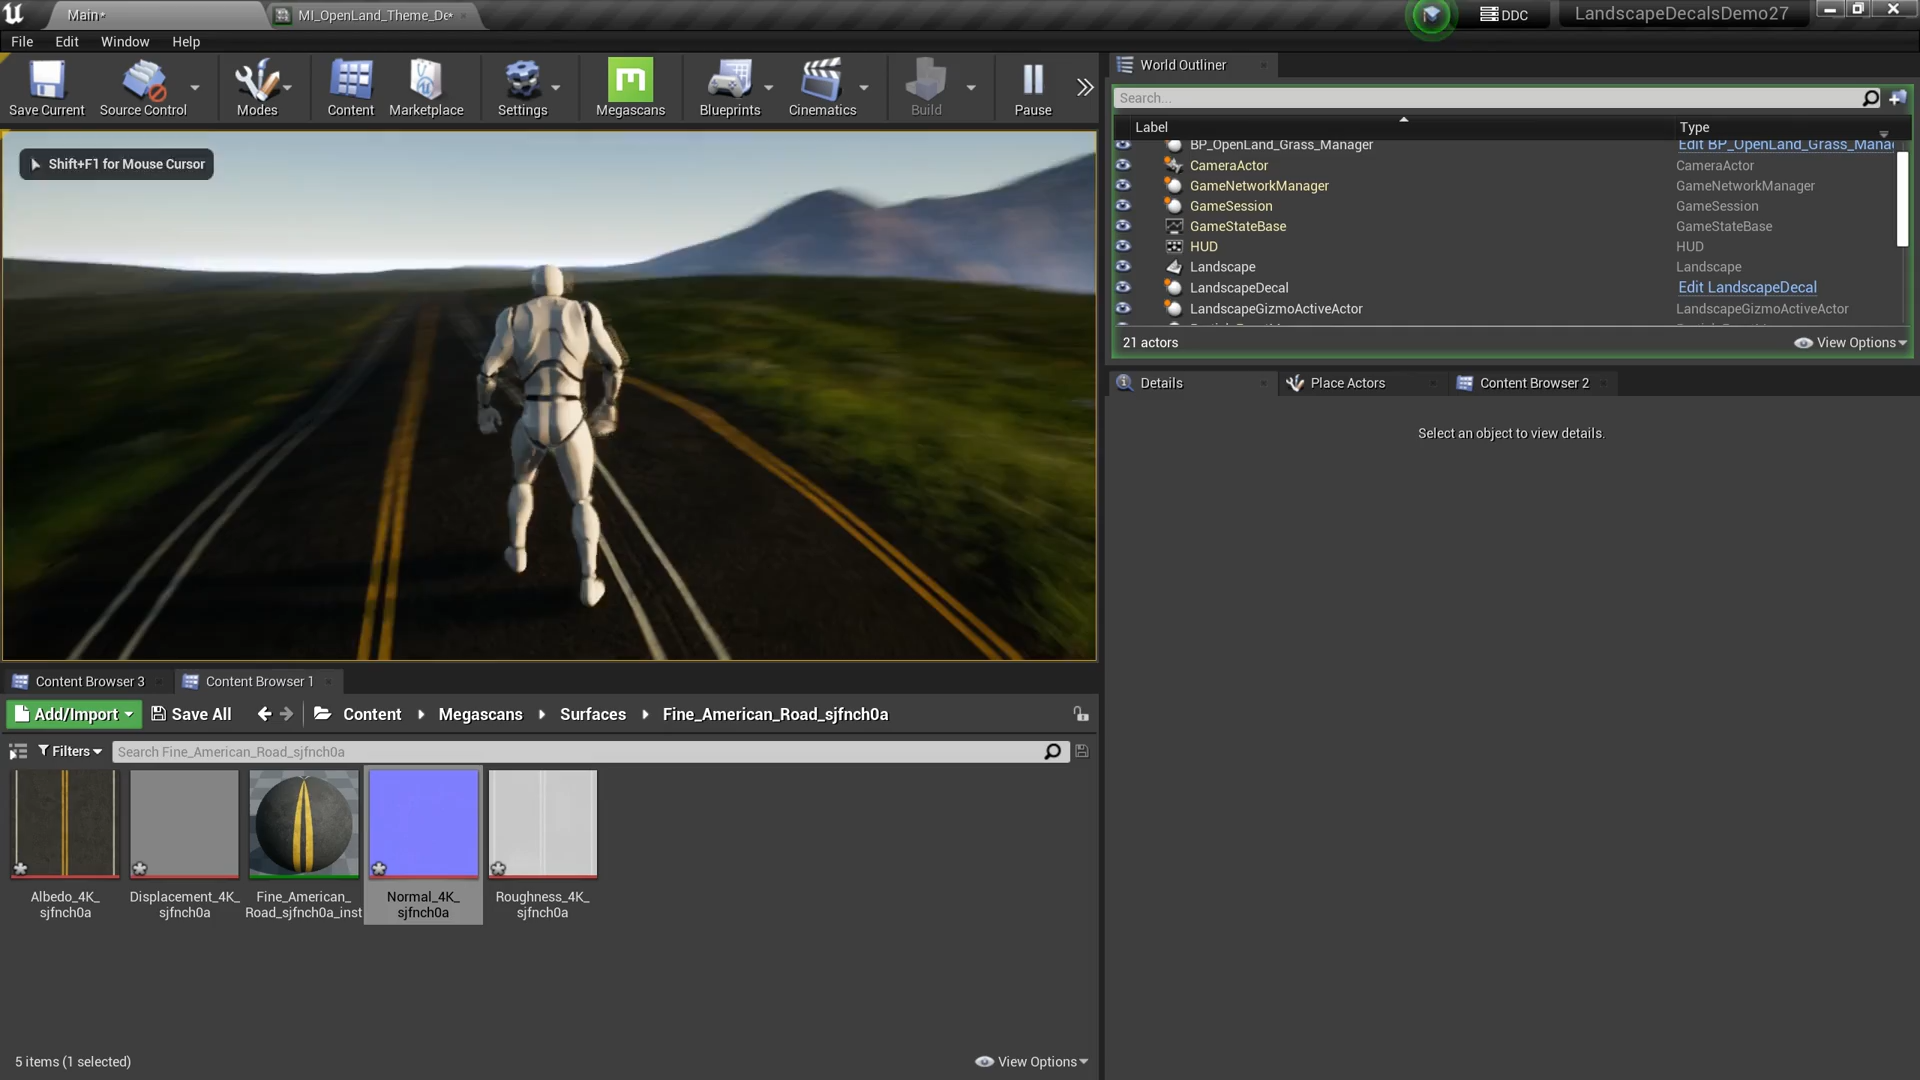 Main*
MI_OpenLand_Theme_De*
DDC
LandscapeDecalsDemo27
File Edit Window Help
Save Current
Source Control
Modes
Content
Marketplace
Settings
Megascans
Blueprints
Cinematics
Build
Pause
Shift+F1 for Mouse Cursor
World Outliner
Search...
Label
Type
BP_OpenLand_Grass_Manager
Edit BP_OpenLand_Grass_Mana
CameraActor
CameraActor
GameNetworkManager
GameNetworkManager
GameSession
GameSession
GameStateBase
GameStateBase
HUD
HUD
Landscape
Landscape
LandscapeDecal
Edit LandscapeDecal
LandscapeGizmoActiveActor
LandscapeGizmoActiveActor
21 actors
View Options
Details
Place Actors
Content Browser 2
Select an object to view details.
Content Browser 3
Content Browser 1
Add/Import
Save All
Content
Megascans
Surfaces
Fine_American_Road_sjfnch0a
Filters
Search Fine_American_Road_sjfnch0a
Albedo_4K_
sjfnch0a
Displacement_4K_
sjfnch0a
Fine_American_
Road_sjfnch0a_inst
Normal_4K_
sjfnch0a
Roughness_4K_
sjfnch0a
5 items (1 selected)
View Options